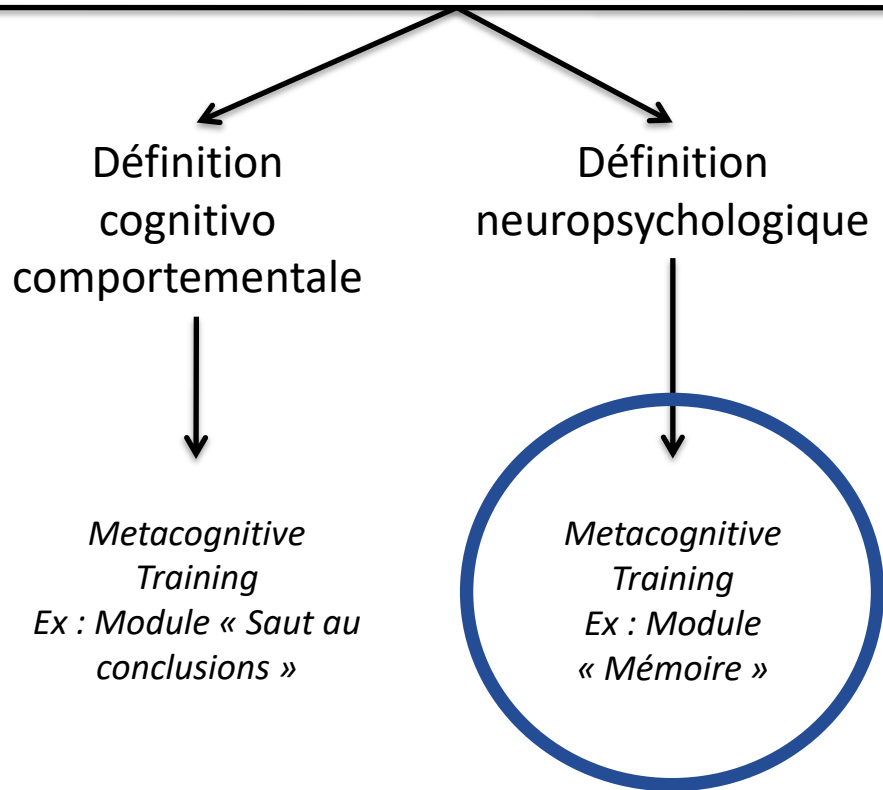 Définition
cognitivo
comportementale
Définition
neuropsychologique
Metacognitive
Training
Ex : Module « Saut au
conclusions »
Metacognitive
Training
Ex : Module
« Mémoire »